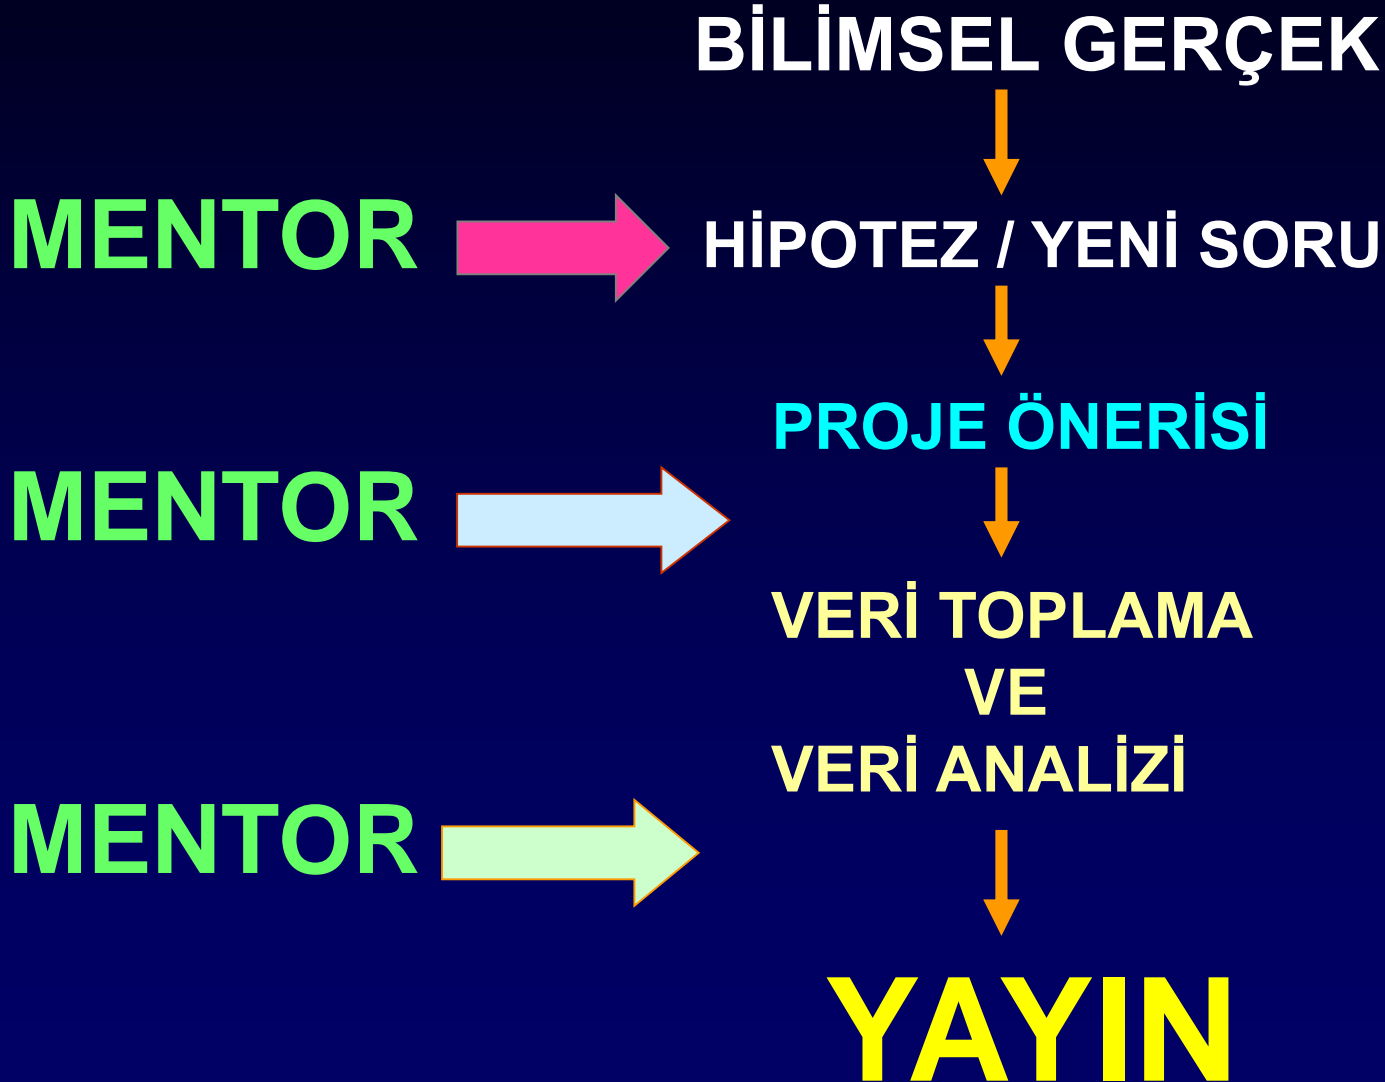 BİLİMSEL GERÇEK
MENTOR
HİPOTEZ / YENİ SORU
PROJE ÖNERİSİ
MENTOR
VERİ TOPLAMA
VE
VERİ ANALİZİ
MENTOR
YAYIN